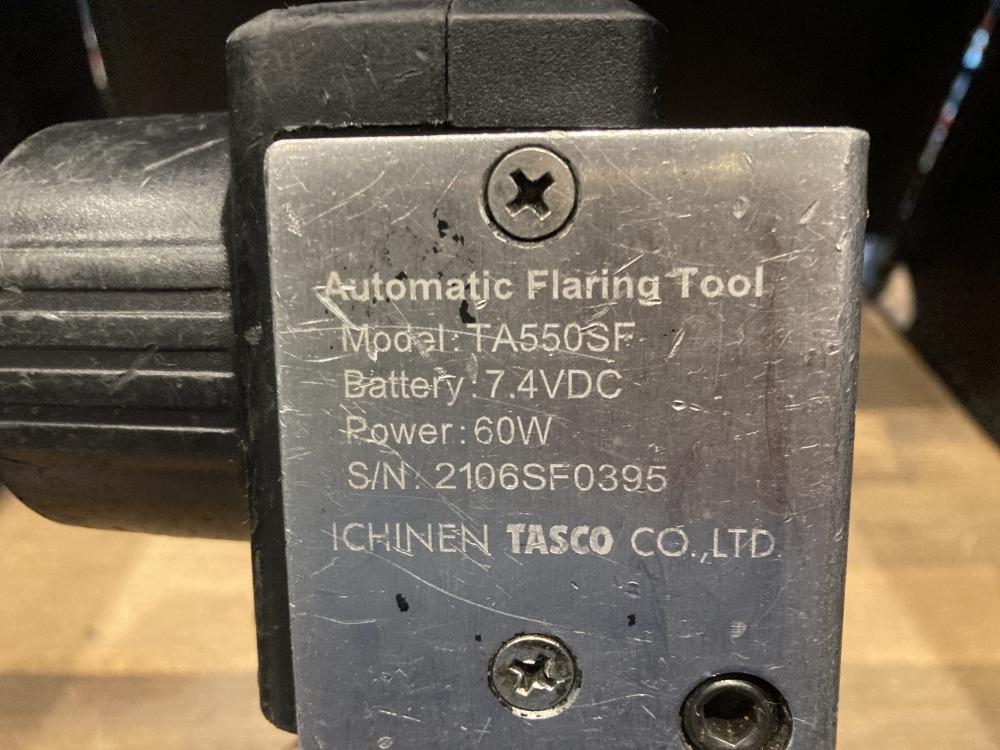 Automatic Flaring Tool
Model: TA550SF
Battery: 7.4VDC
Power: 60W
S/N: 2106SF0395
ICHINEN TASCO CO.,LTD.